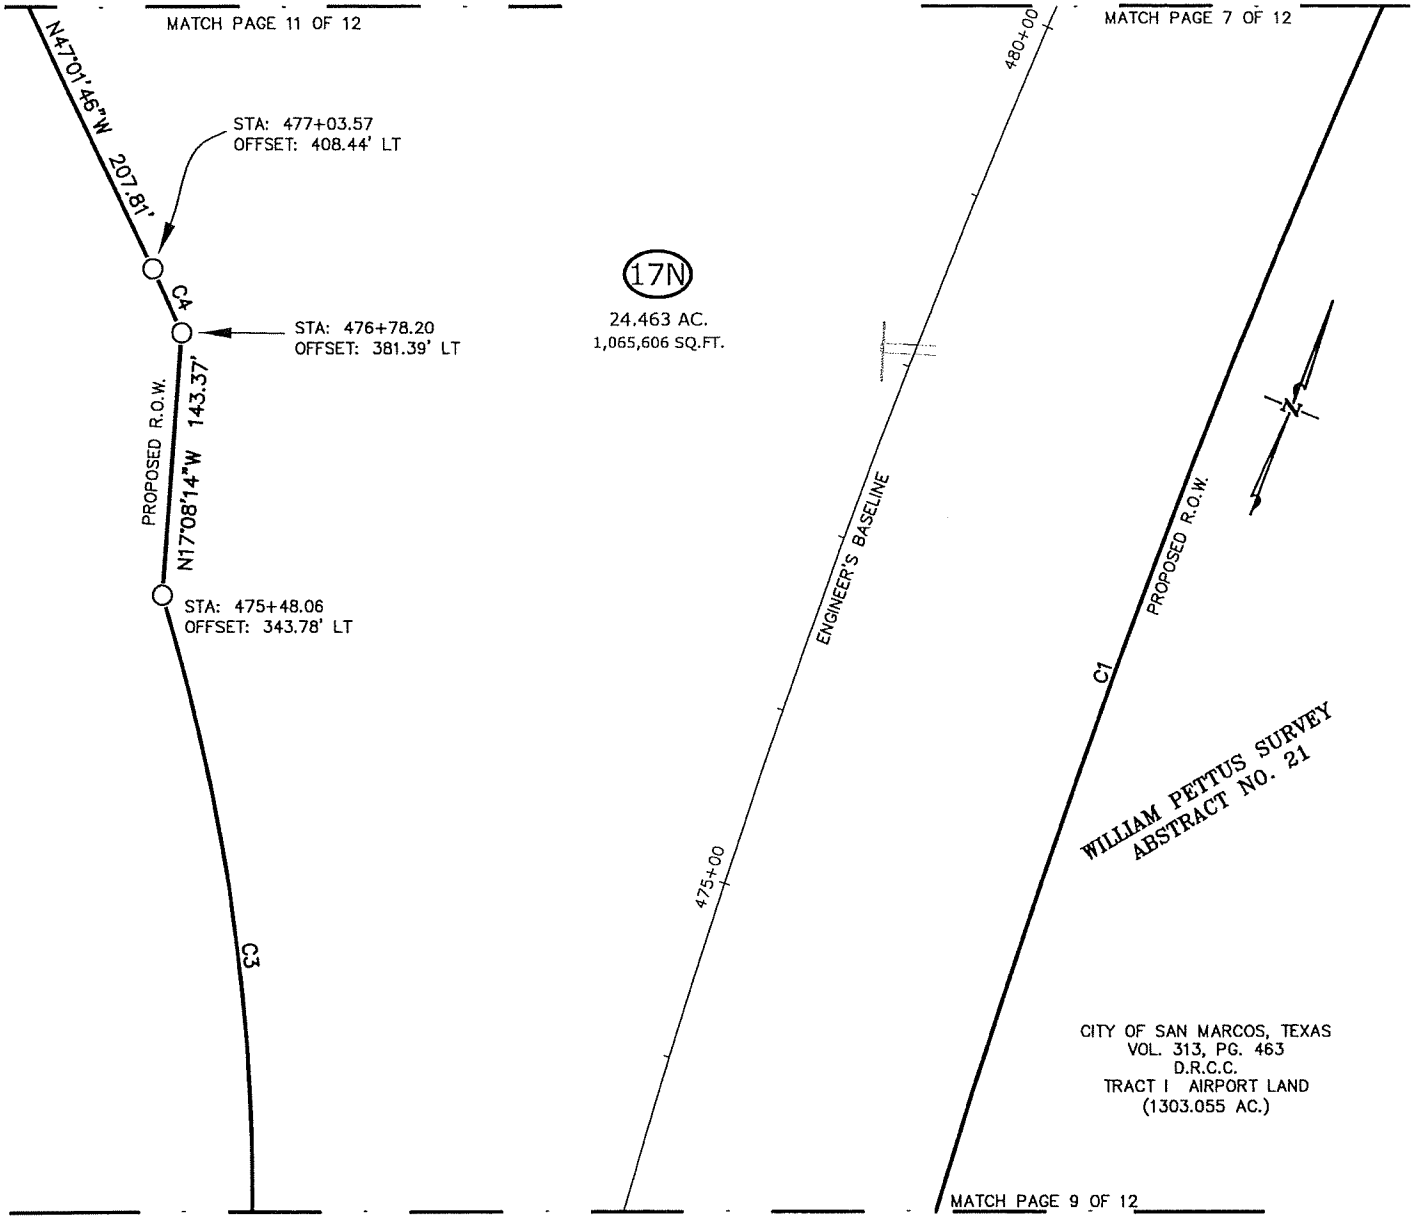 MATCH PAGE 11 OF 12
MATCH PAGE 7 OF 12
480+00
N47°01'46"W 207.81'
STA: 477+03.57
OFFSET: 408.44' LT
C4
17N
24,463 AC.
1,065,606 SQ.FT.
STA: 476+78.20
OFFSET: 381.39' LT
PROPOSED R.O.W.
N17°08'14"W 143.37'
N
STA: 475+48.06
OFFSET: 343.78' LT
ENGINEER'S BASELINE
PROPOSED R.O.W.
C1
WILLIAM PETTUS SURVEY
ABSTRACT NO. 21
475+00
C3
CITY OF SAN MARCOS, TEXAS
VOL. 313, PG. 463
D.R.C.C.
TRACT I AIRPORT LAND
(1303.055 AC.)
MATCH PAGE 9 OF 12